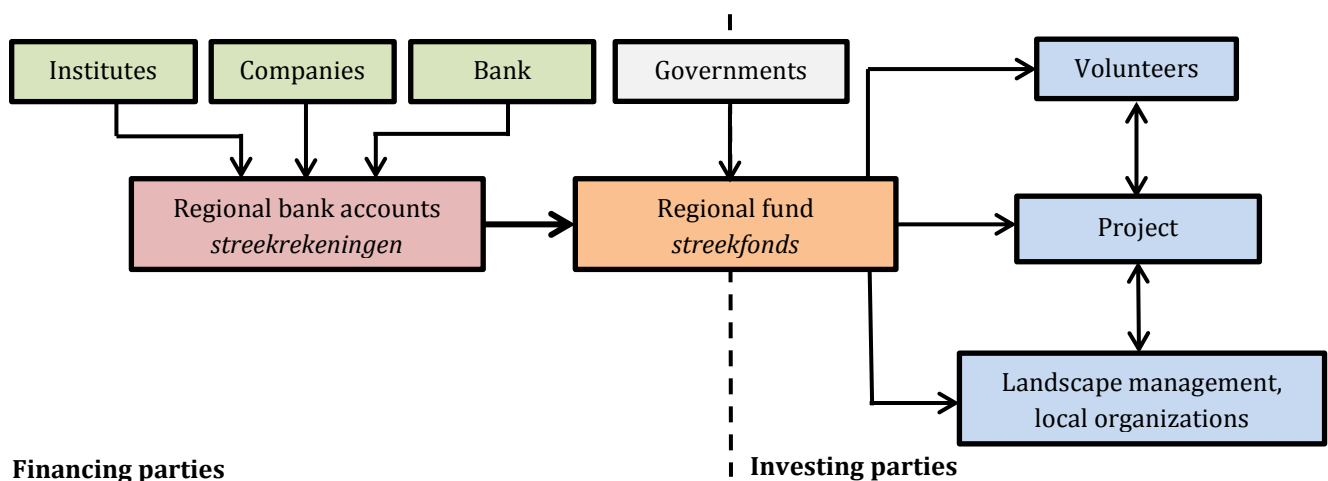 Institutes
Companies
Bank
Governments
Volunteers
Regional bank accounts
streekrekeningen
Regional fund
streekfonds
Project
Landscape management,
local organizations
Financing parties
Investing parties